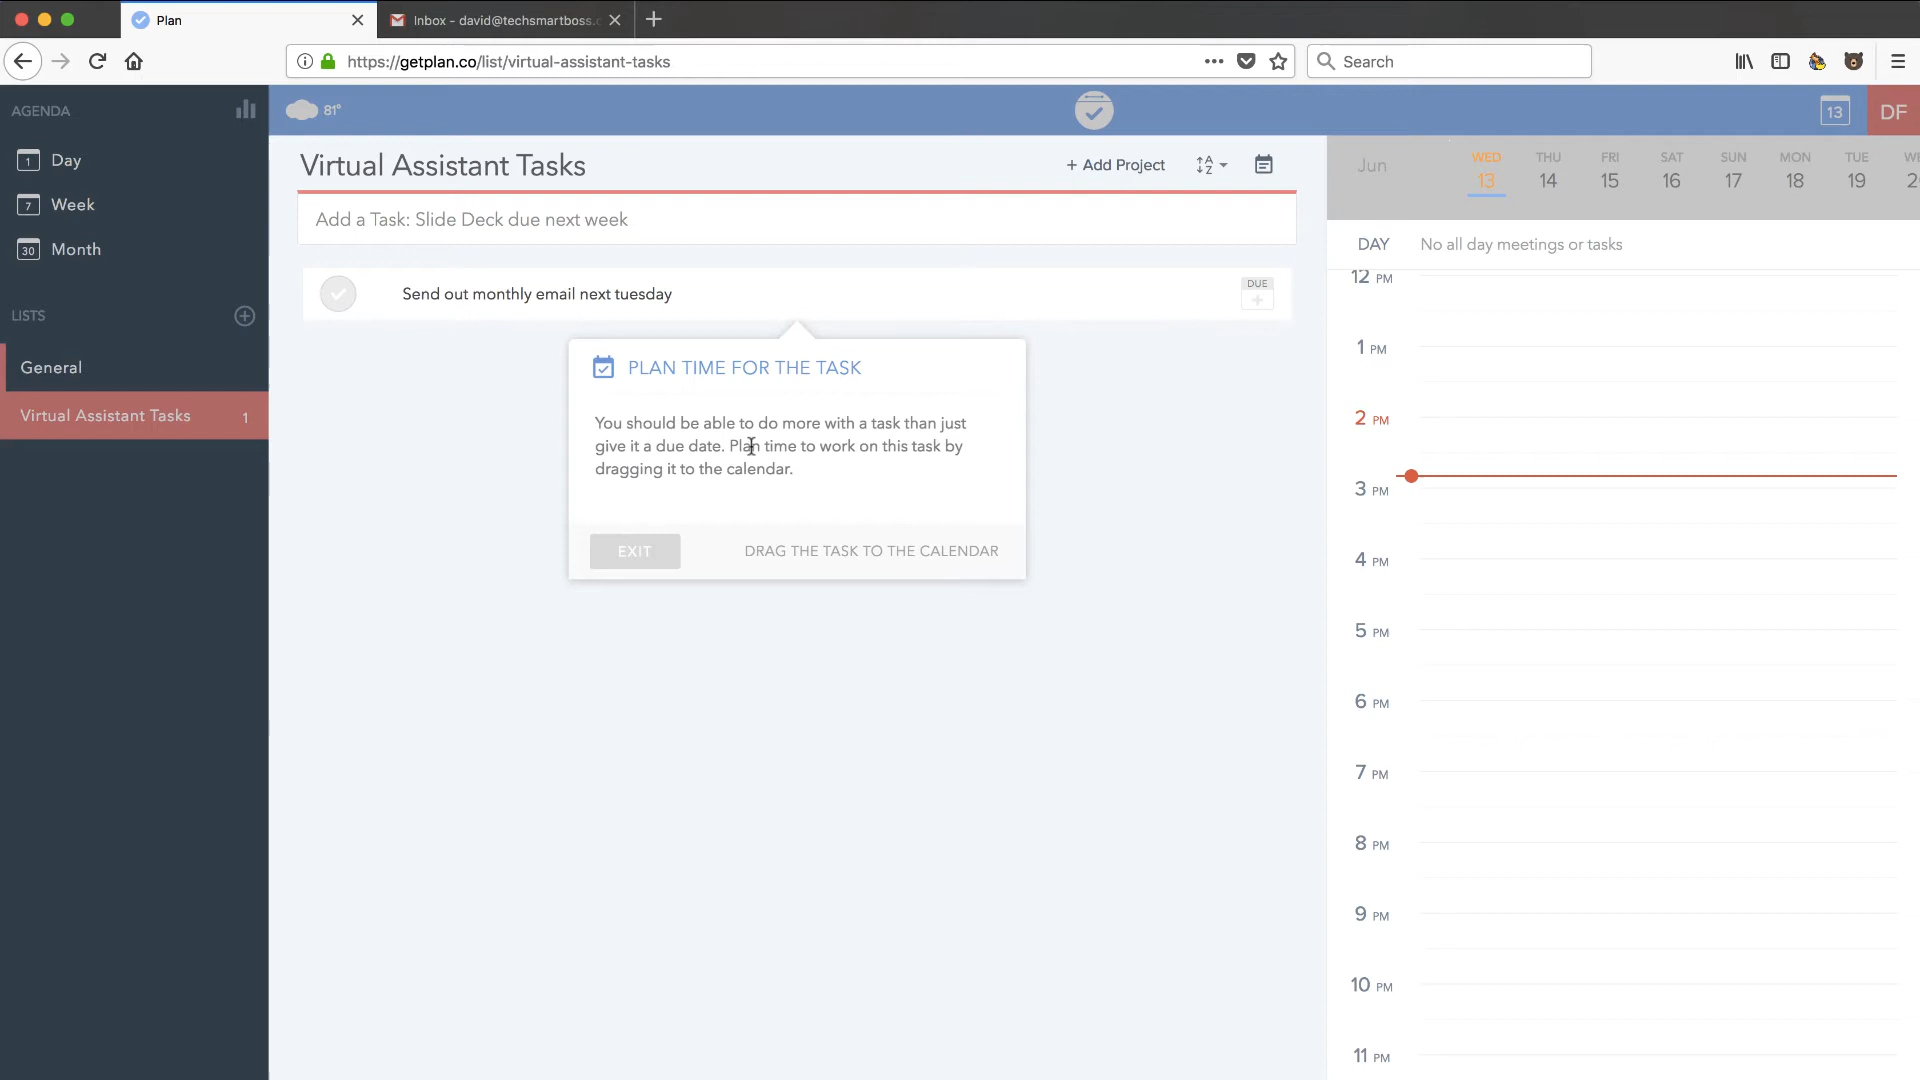 Plan
Inbox - david@techsmartboss.c
https://getplan.co/list/virtual-assistant-tasks
Search
AGENDA
81°
13
DF
1 Day
7 Week
30 Month
LISTS
General
Virtual Assistant Tasks 1
Virtual Assistant Tasks
+ Add Project
A
Z
Add a Task: Slide Deck due next week
Send out monthly email next tuesday
DUE
PLAN TIME FOR THE TASK
You should be able to do more with a task than just
give it a due date. Plan time to work on this task by
dragging it to the calendar.
EXIT
DRAG THE TASK TO THE CALENDAR
Jun
WED THU FRI SAT SUN MON TUE WE
13 14 15 16 17 18 19 2
DAY No all day meetings or tasks
12 PM
1 PM
2 PM
3 PM
4 PM
5 PM
6 PM
7 PM
8 PM
9 PM
10 PM
11 PM